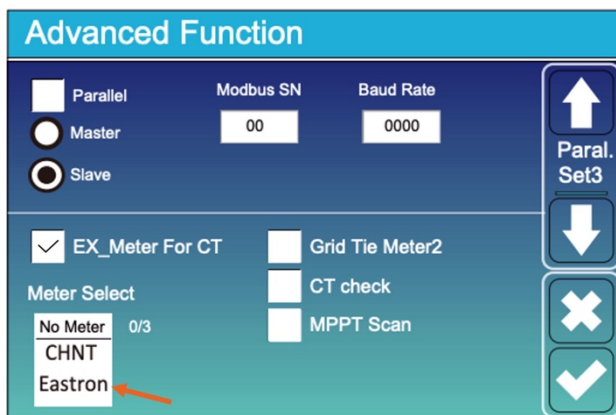 Advanced Function
Parallel
Modbus SN
Baud Rate
00
0000
Master
Slave
Paral.
Set3
EX_Meter For CT
Grid Tie Meter2
CT check
MPPT Scan
Meter Select
No Meter
0/3
CHNT
Eastron